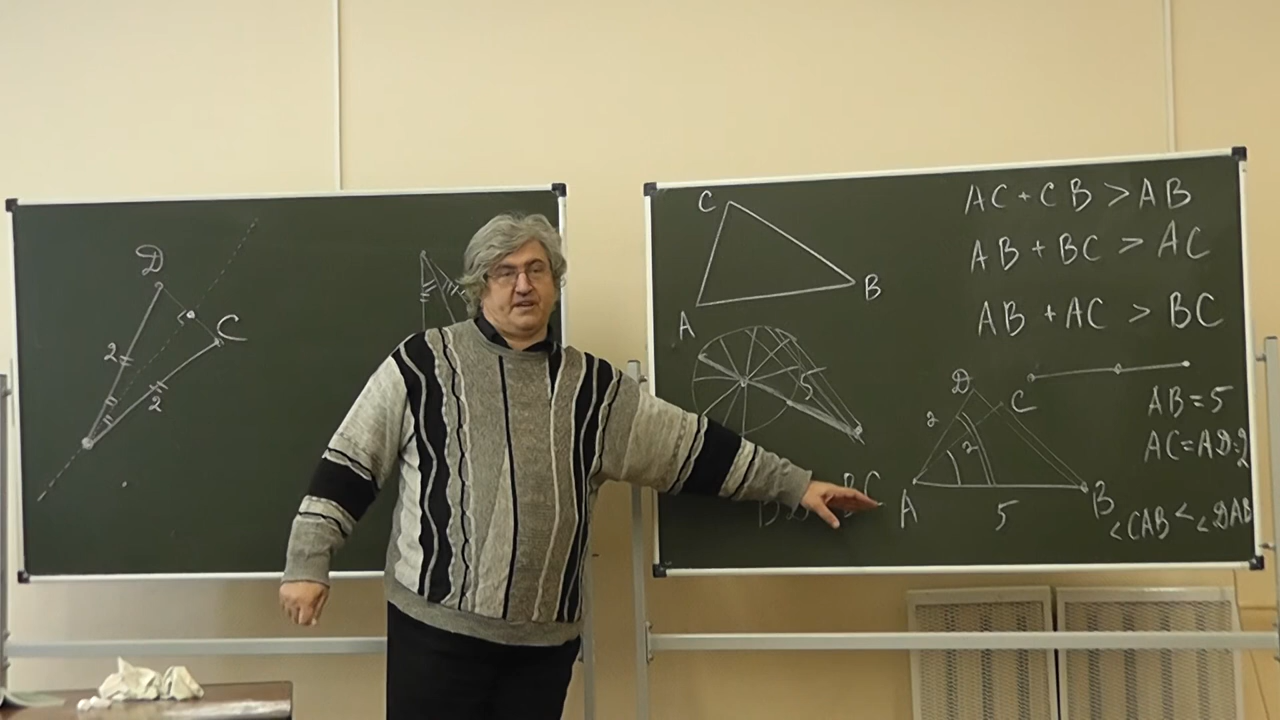 D
C
2
2
C
B
A
5
AC + CB > AB
AB + BC > AC
AB + AC > BC
D
C
2
2
A
B
5
AB = 5
AC = AD = 2
<CAB < <DAB
BC